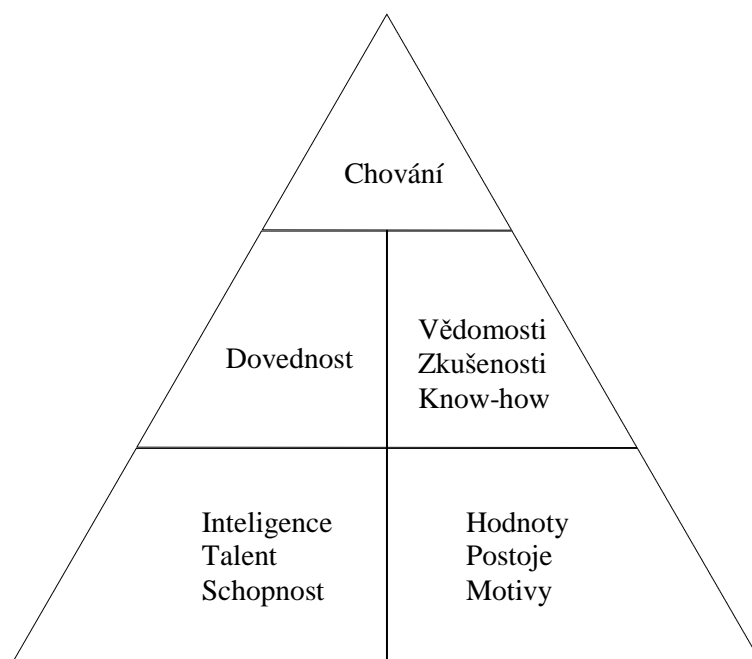 Chování
Dovednost
Vědomosti
Zkušenosti
Know-how
Inteligence
Talent
Schopnost
Hodnoty
Postoje
Motivy